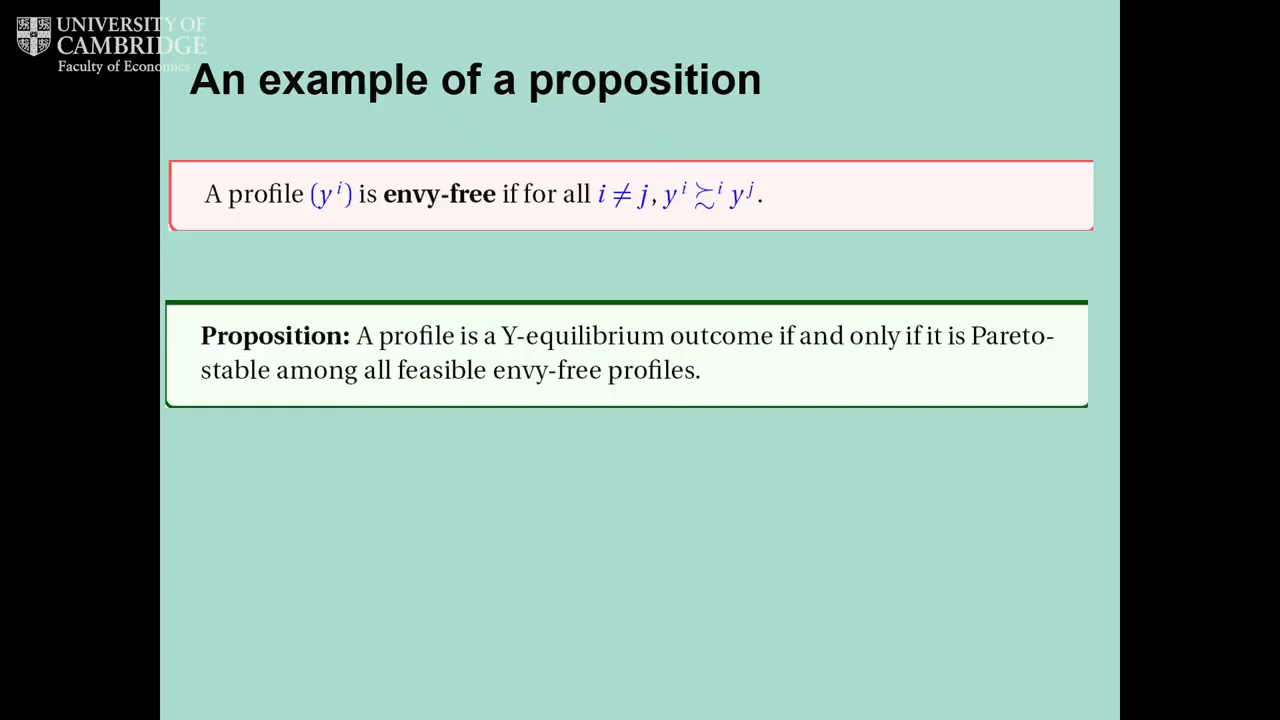 UNIVERSITY OF
CAMBRIDGE
Faculty of Economics
An example of a proposition
A profile (yⁱ) is envy-free if for all i ≠ j, yⁱ ≿ⁱ yʲ.
Proposition: A profile is a Y-equilibrium outcome if and only if it is Pareto-
stable among all feasible envy-free profiles.